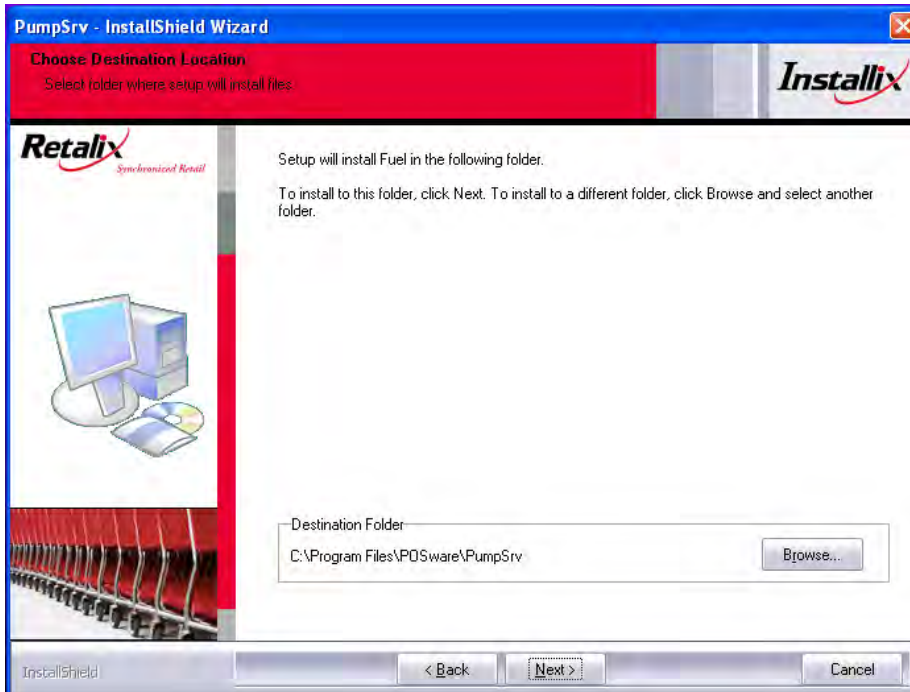 PumpSrv - InstallShield Wizard
Choose Destination Location
Select folder where setup will install files.
Installix
Retalix
Synchronized Retail
Setup will install Fuel in the following folder.
To install to this folder, click Next. To install to a different folder, click Browse and select another
folder.
Destination Folder
C:\Program Files\POSware\PumpSrv
Browse...
InstallShield
< Back
Next >
Cancel